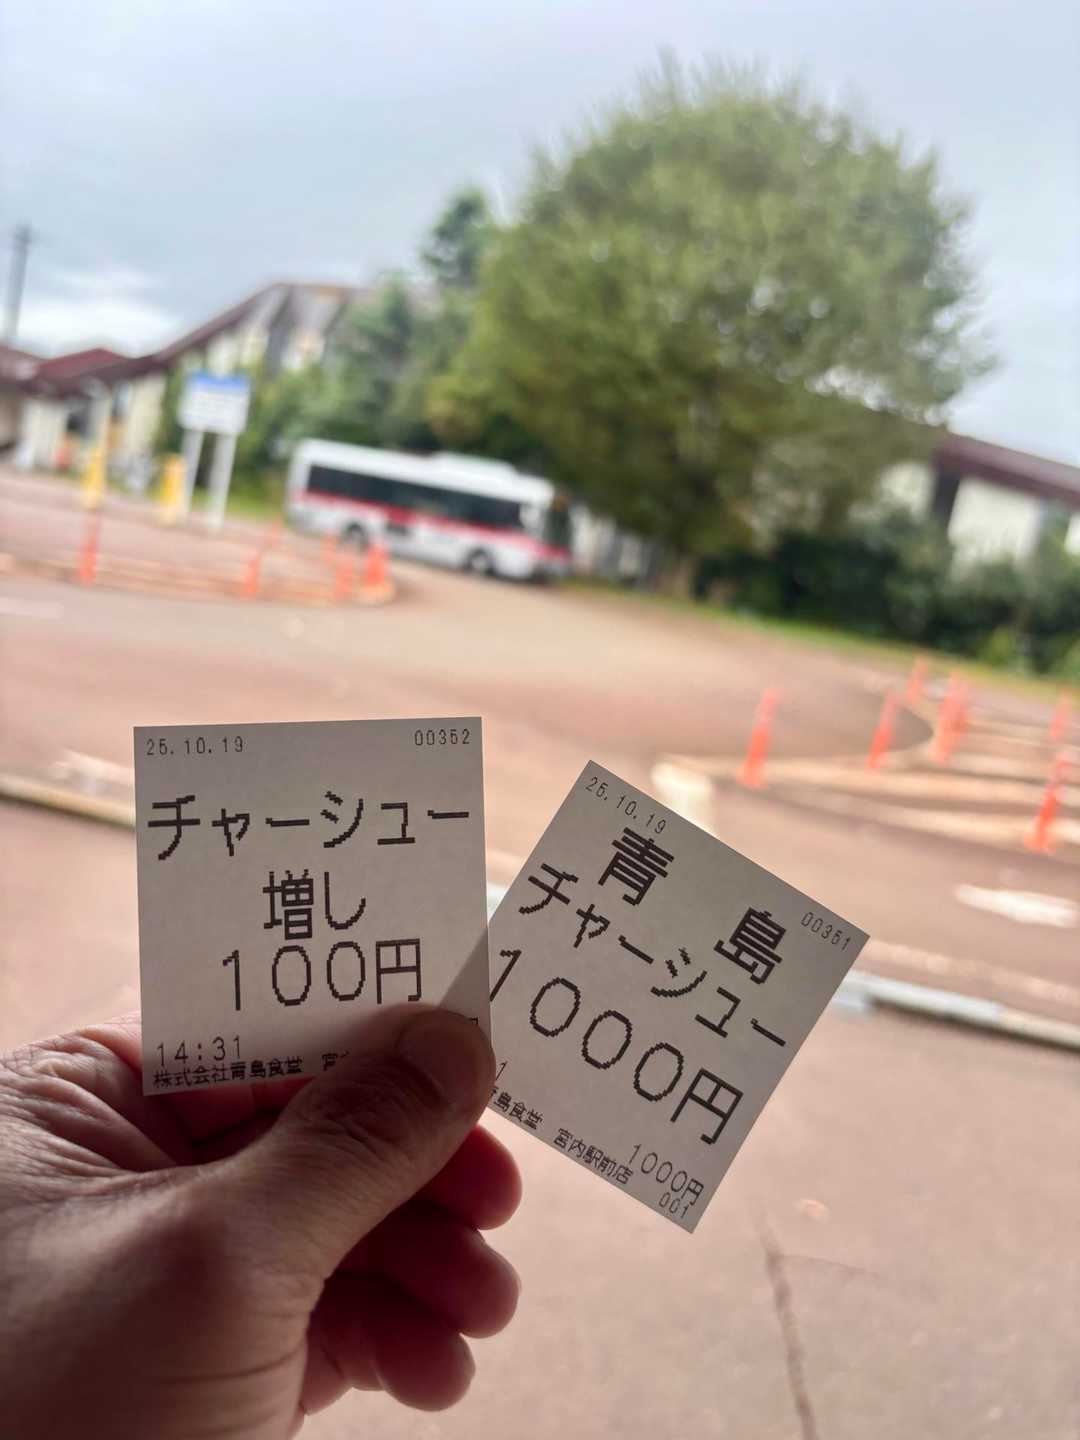 25.10.19 00352
チャーシュー
増し
100円
14:31
株式会社青島食堂 宮
25.10.19 00351
青 島
チャーシュー
1000円
1
島食堂 宮内駅前店
1000円
001